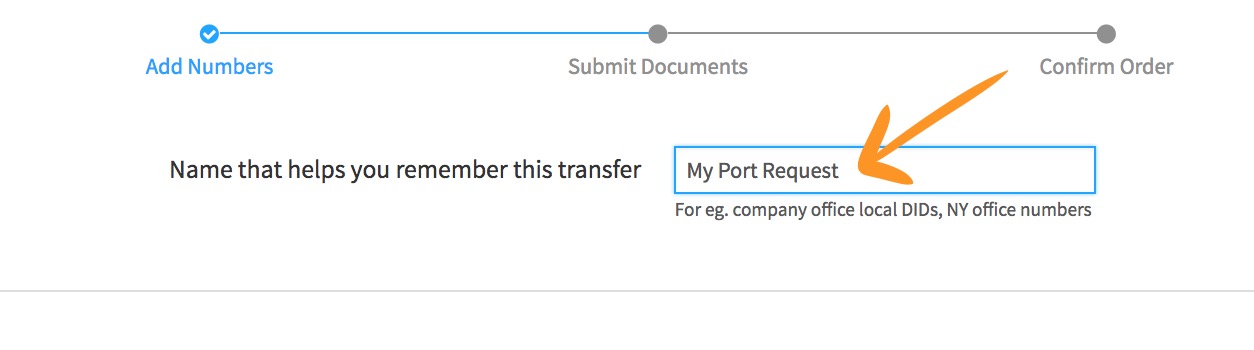 Add Numbers
Submit Documents
Confirm Order
Name that helps you remember this transfer
My Port Request
For eg. company office local DIDs, NY office numbers